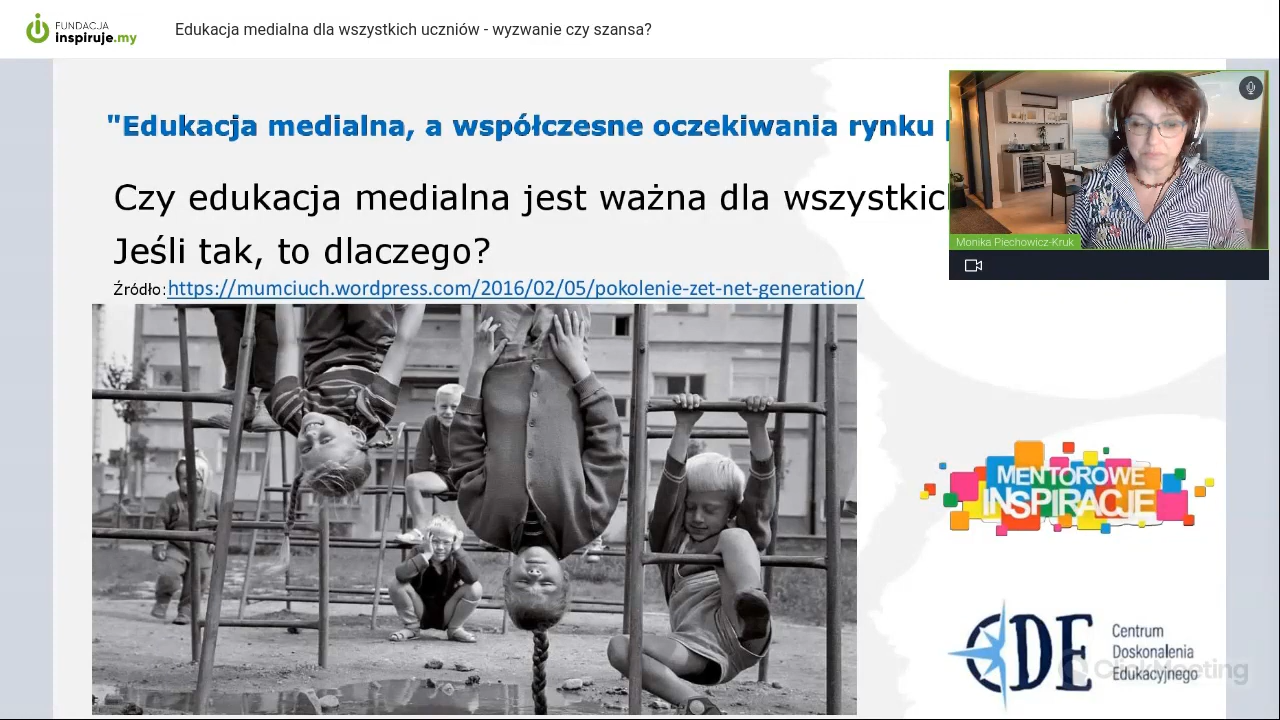 FUNDACJA
inspiruje.my
Edukacja medialna dla wszystkich uczniów - wyzwanie czy szansa?
"Edukacja medialna, a współczesne oczekiwania rynku
Czy edukacja medialna jest ważna dla
Jeśli tak, to dlaczego?
Źródło:https://mumciuch.wordpress.com/2016/02/05/pokolenie-zet-net-generation/
Monika Piechowicz-Kruk
MENTOROWE
INSPIRACJE
CDE
Centrum
Doskonalenia
Edukacyjnego
ClickMeeting